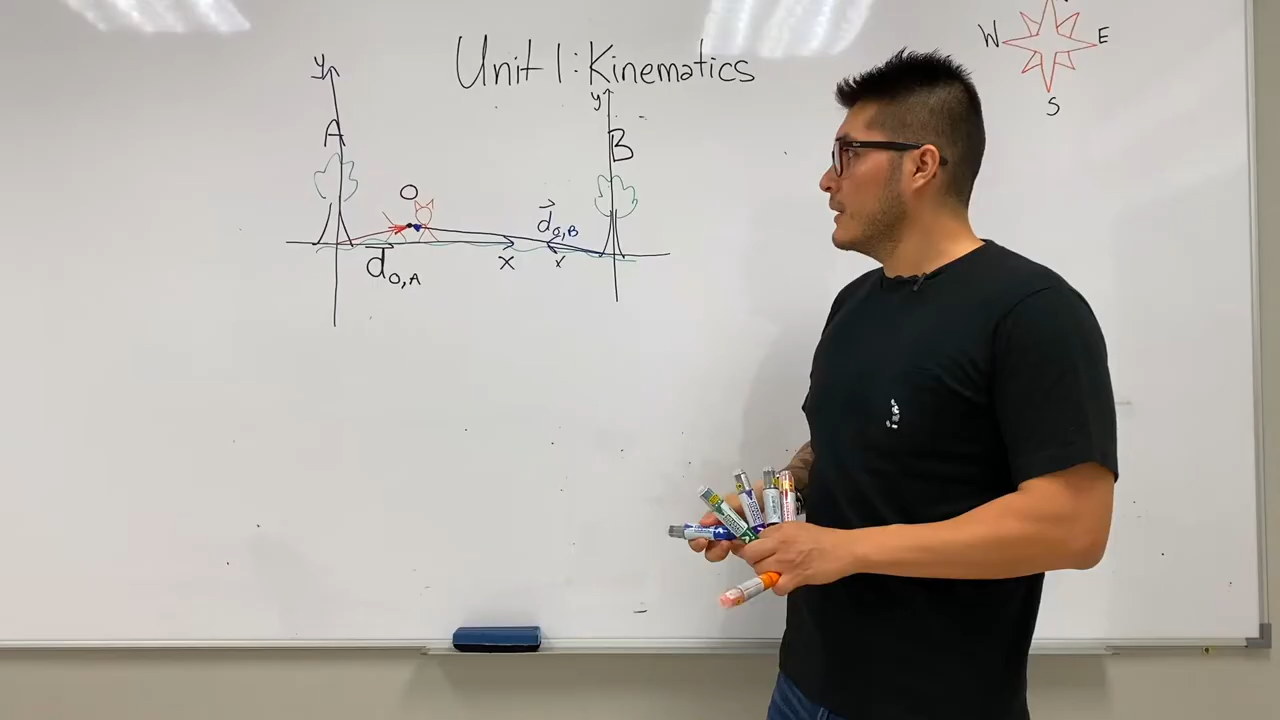 Unit 1: Kinematics
W
E
S
y
A
y
B
O
d⃗O,B
d⃗O,A
x
x